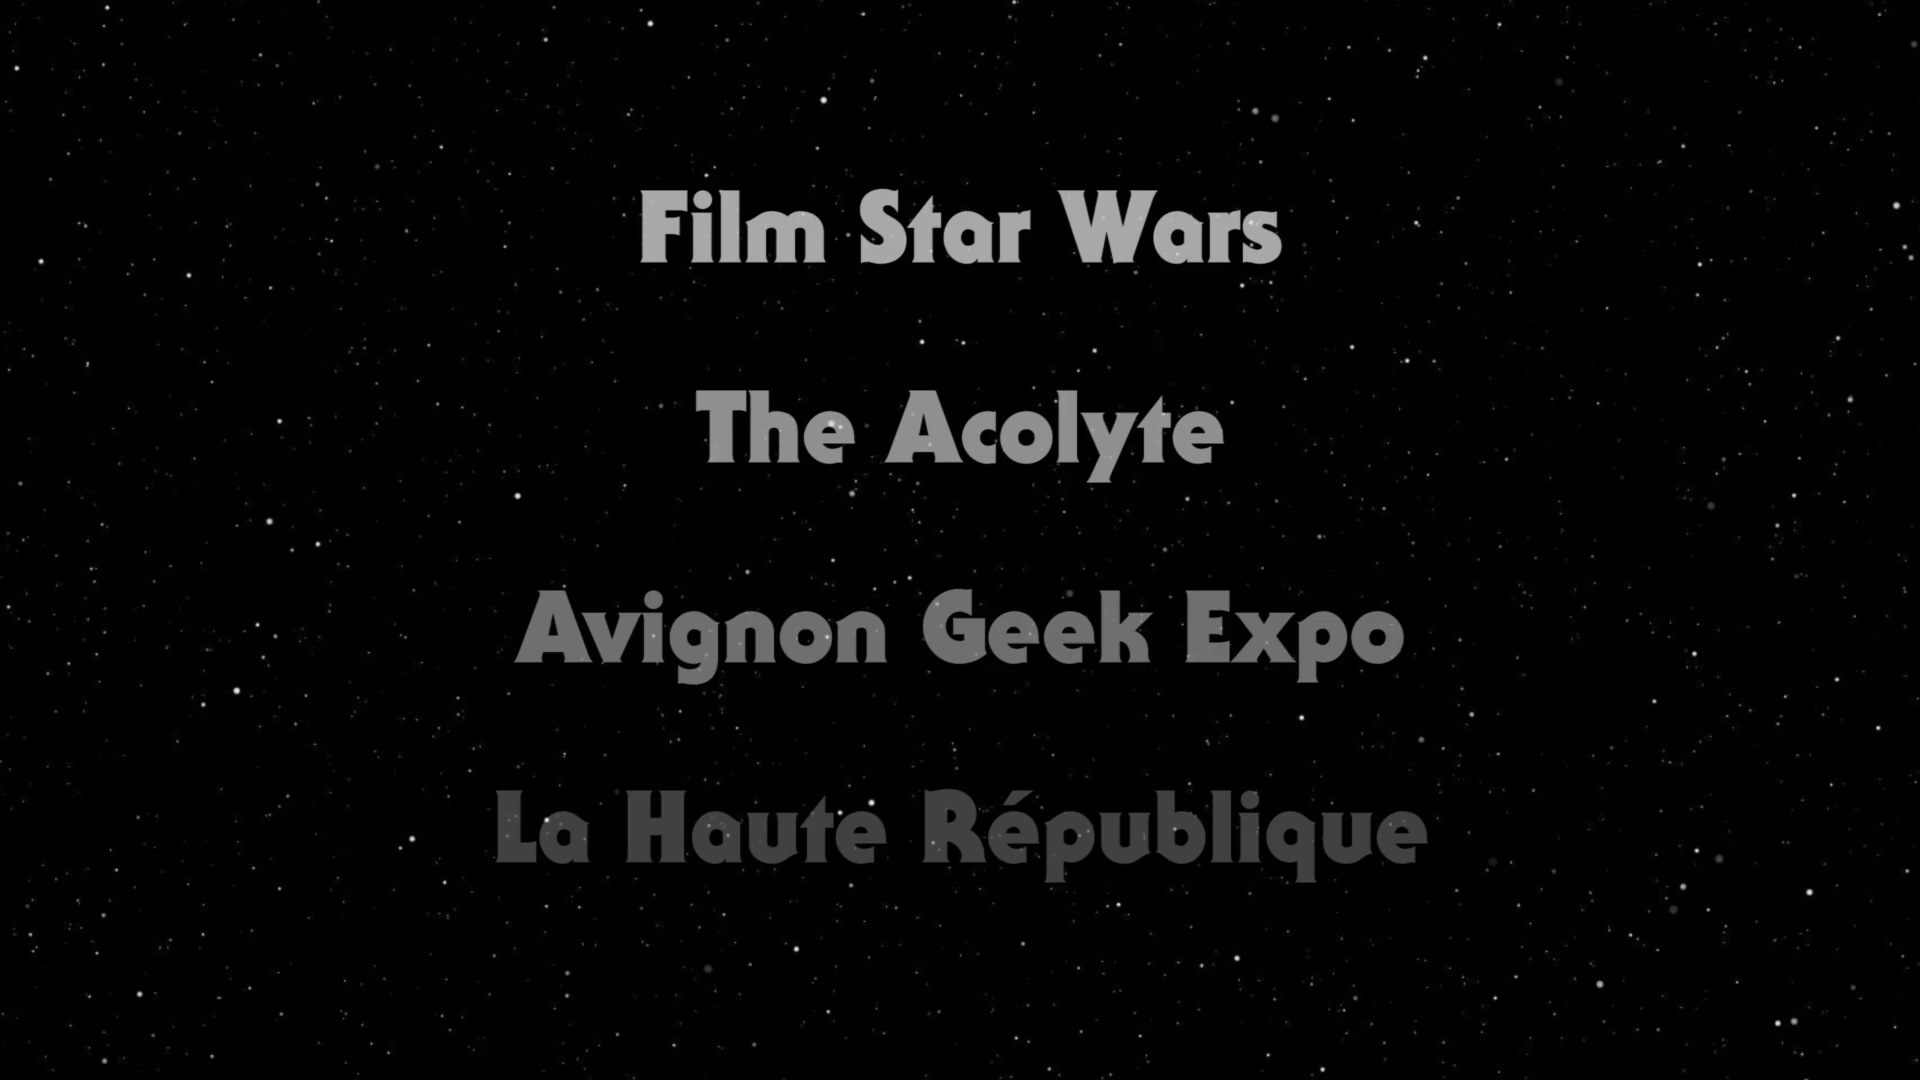 Film Star Wars
The Acolyte
Avignon Geek Expo
La Haute République